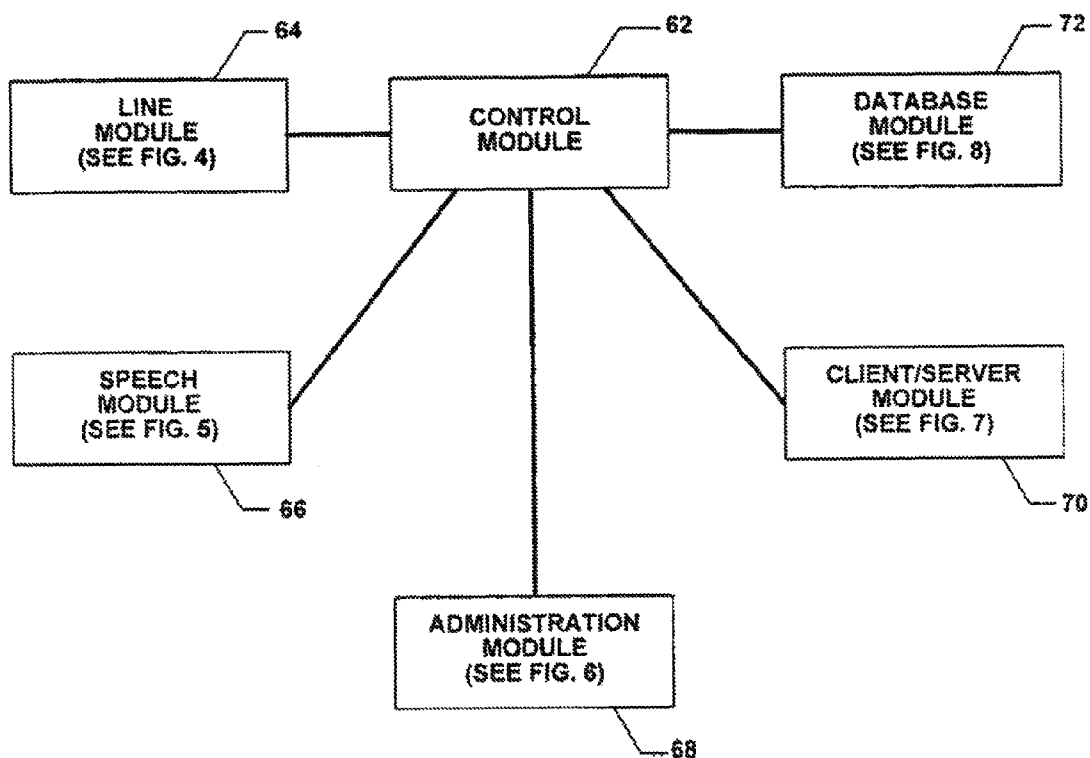 64
62
72
LINE
MODULE
(SEE FIG. 4)
CONTROL
MODULE
DATABASE
MODULE
(SEE FIG. 8)
SPEECH
MODULE
(SEE FIG. 5)
CLIENT/SERVER
MODULE
(SEE FIG. 7)
66
70
ADMINISTRATION
MODULE
(SEE FIG. 6)
68